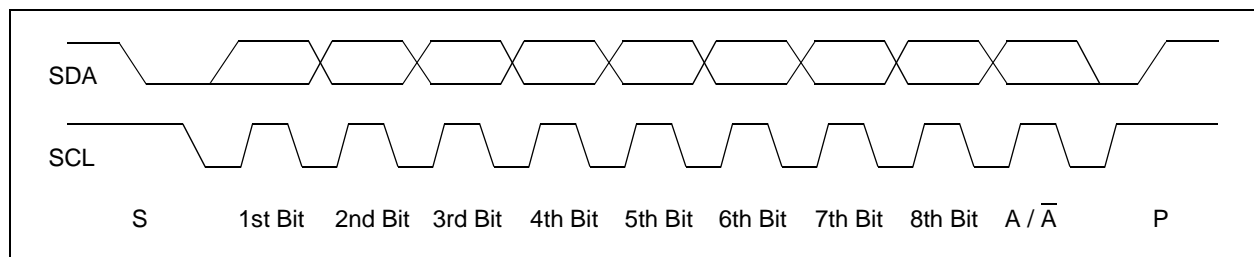 SDA
SCL
S 1st Bit 2nd Bit 3rd Bit 4th Bit 5th Bit 6th Bit 7th Bit 8th Bit A / A̅ P